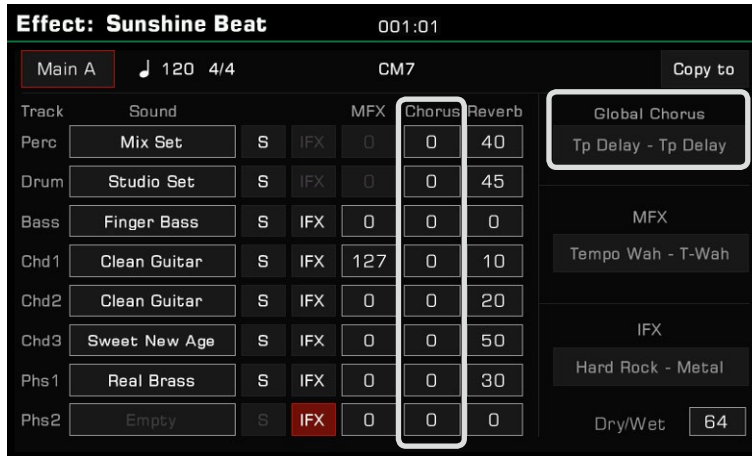 Effect: Sunshine Beat 001:01
Main A 120 4/4 CM7 Copy to
Track Sound MFX Chorus Reverb Global Chorus
Perc Mix Set S IFX 0 0 40 Tp Delay - Tp Delay
Drum Studio Set S IFX 0 0 45
Bass Finger Bass S IFX 0 0 0 MFX
Chd1 Clean Guitar S IFX 127 0 10 Tempo Wah - T-Wah
Chd2 Clean Guitar S IFX 0 0 20
Chd3 Sweet New Age S IFX 0 0 50 IFX
Phs1 Real Brass S IFX 0 0 30 Hard Rock - Metal
Phs2 Empty S IFX 0 0 0 Dry/Wet 64